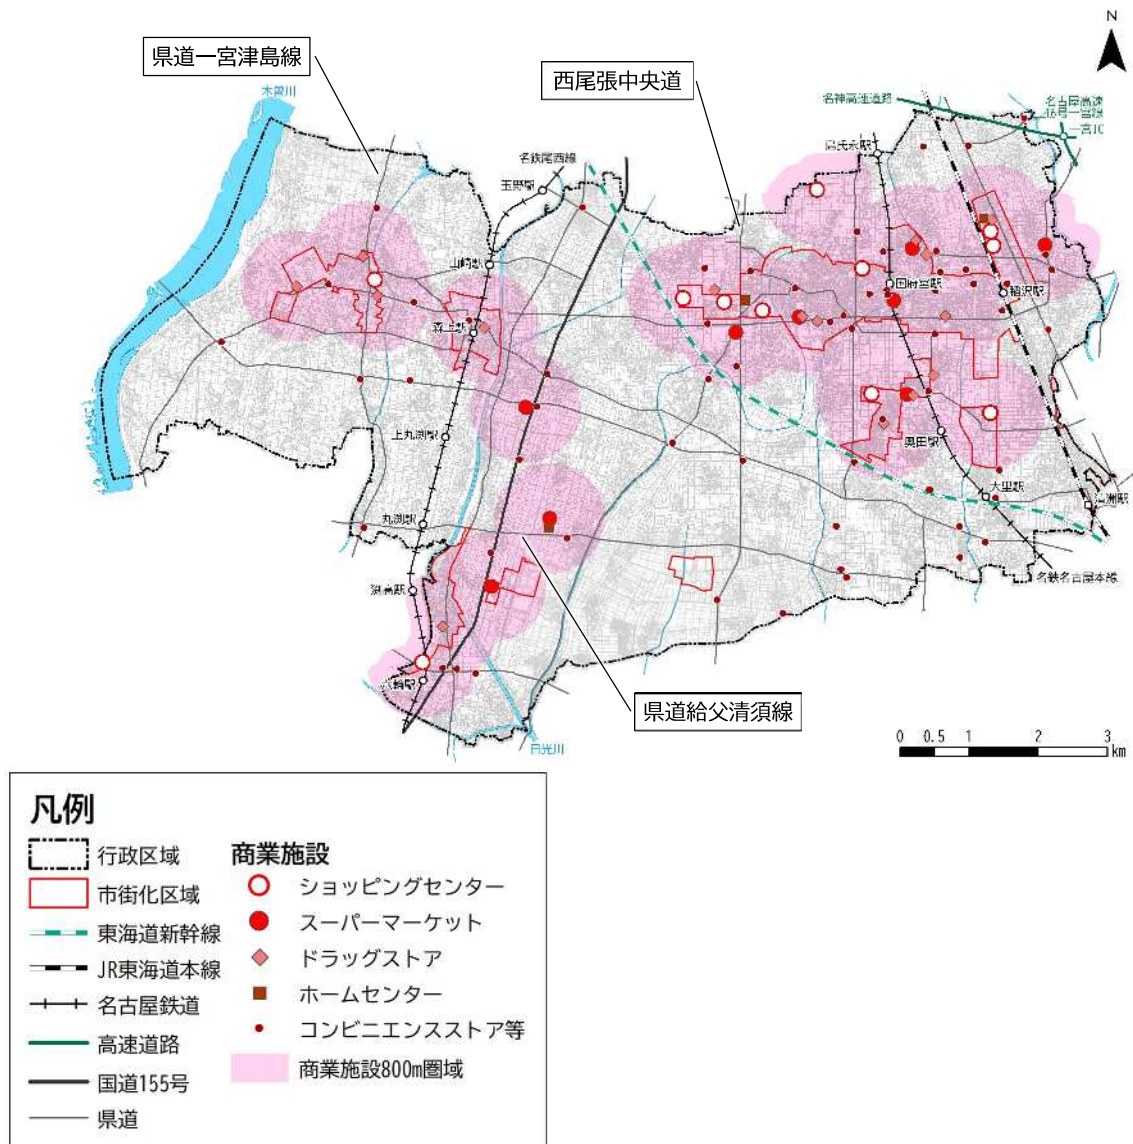 N
県道一宮津島線
西尾張中央道
木曽川
名神高速道路
名古屋高速
16号一宮線
一宮JC
島氏永駅
名鉄尾西線
玉野駅
山崎駅
国府宮駅
稲沢駅
森上駅
上丸渕駅
奥田駅
大里駅
清洲駅
丸渕駅
渕高駅
名鉄名古屋本線
六輪駅
県道給父清須線
日光川
0 0.5 1 2 3
km
凡例
行政区域
市街化区域
東海道新幹線
JR東海道本線
名古屋鉄道
高速道路
国道155号
県道
商業施設
ショッピングセンター
スーパーマーケット
ドラッグストア
ホームセンター
コンビニエンスストア等
商業施設800m圏域